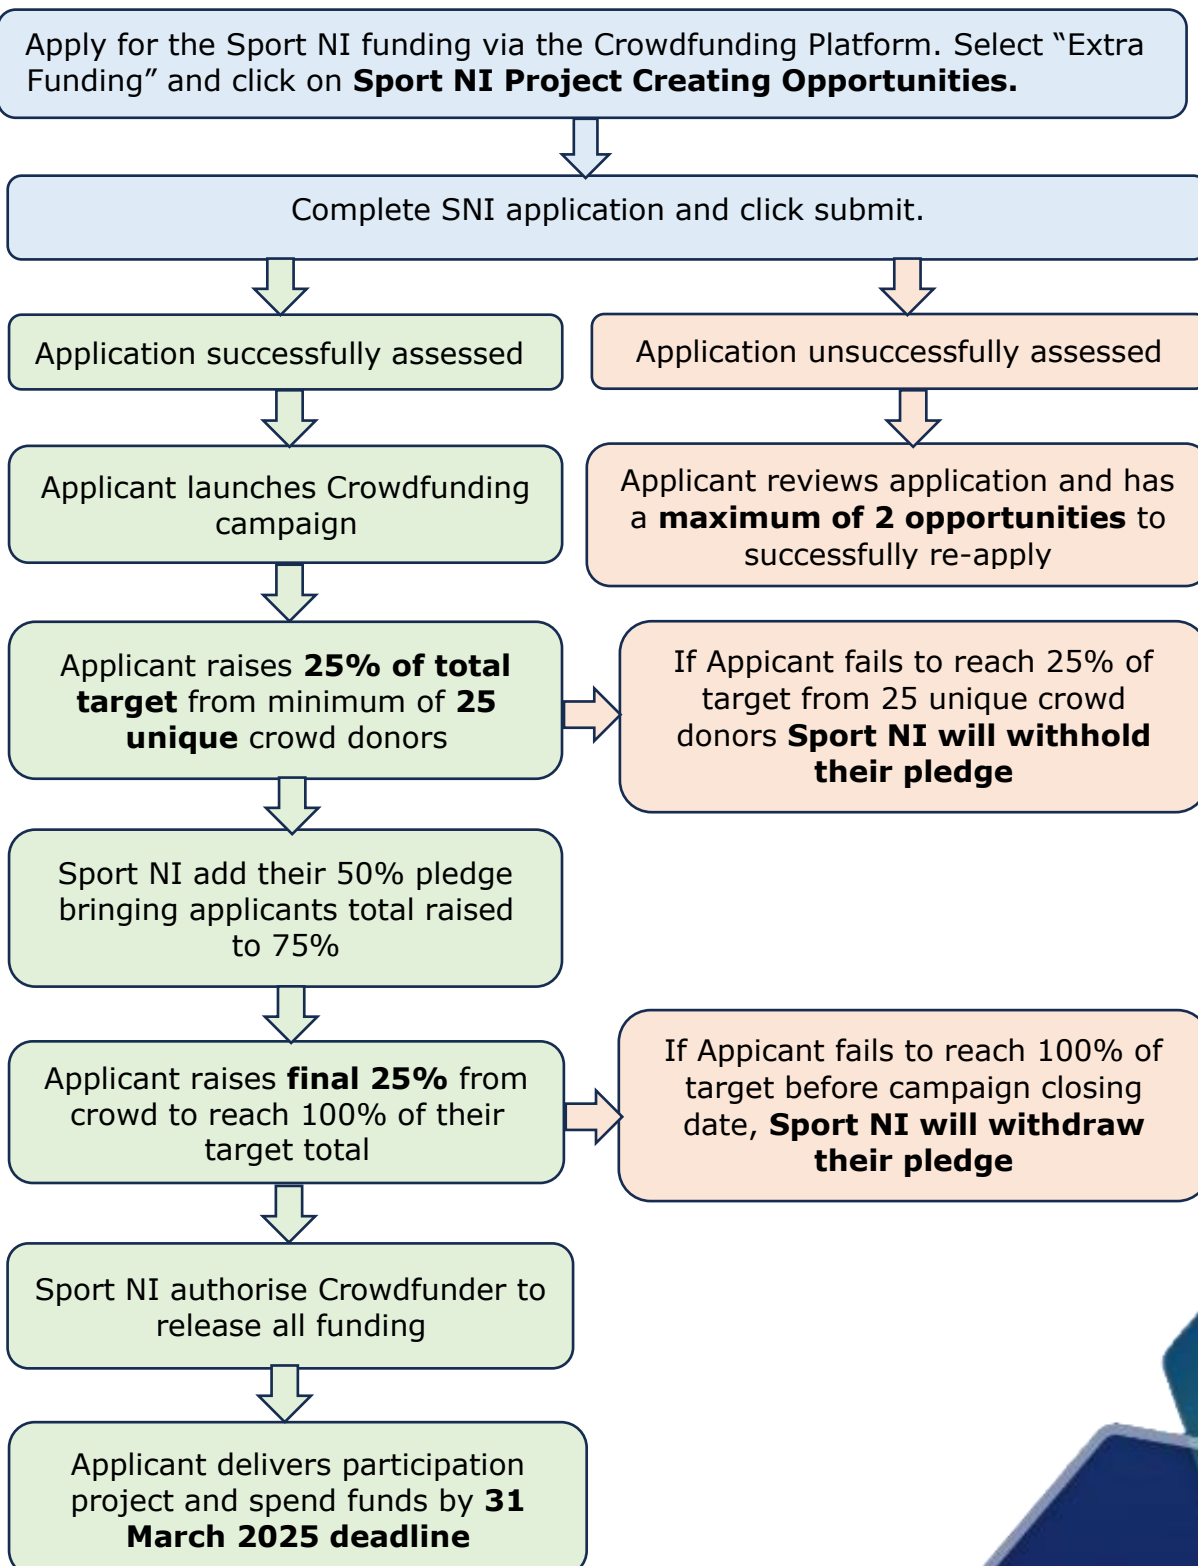 Apply for the Sport NI funding via the Crowdfunding Platform. Select “Extra
Funding” and click on Sport NI Project Creating Opportunities.
Complete SNI application and click submit.
Application successfully assessed
Application unsuccessfully assessed
Applicant launches Crowdfunding
campaign
Applicant reviews application and has
a maximum of 2 opportunities to
successfully re-apply
Applicant raises 25% of total
target from minimum of 25
unique crowd donors
If Appicant fails to reach 25% of
target from 25 unique crowd
donors Sport NI will withhold
their pledge
Sport NI add their 50% pledge
bringing applicants total raised
to 75%
Applicant raises final 25% from
crowd to reach 100% of their
target total
If Appicant fails to reach 100% of
target before campaign closing
date, Sport NI will withdraw
their pledge
Sport NI authorise Crowdfunder to
release all funding
Applicant delivers participation
project and spend funds by 31
March 2025 deadline